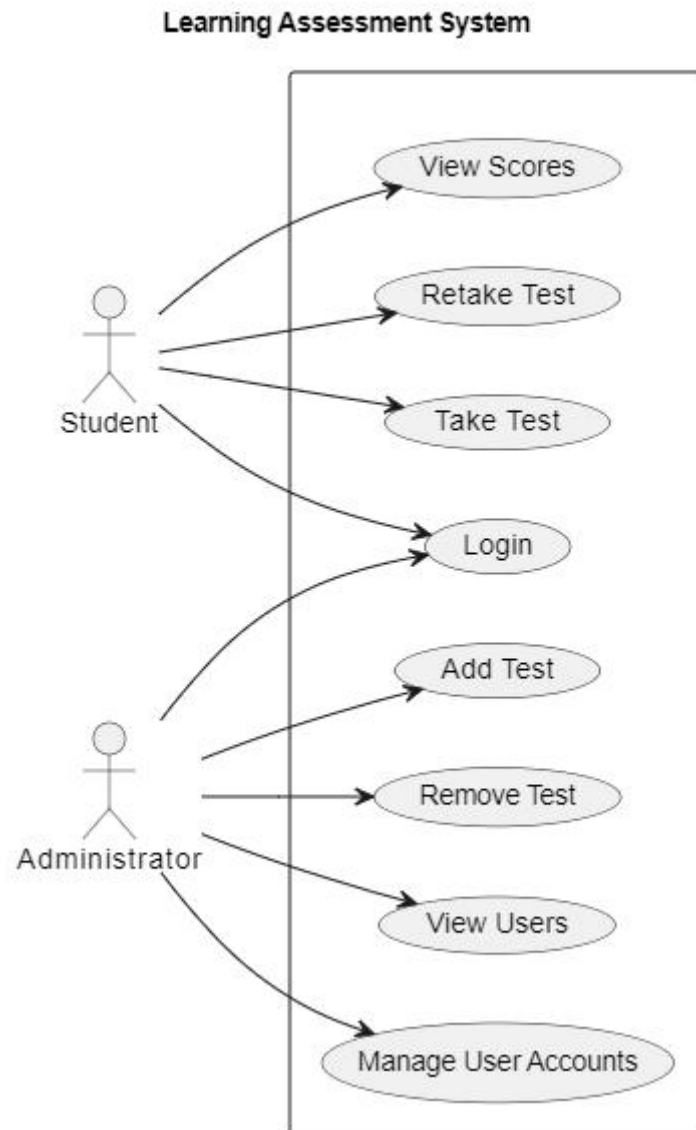 Learning Assessment System
View Scores
Retake Test
Student
Take Test
Login
Add Test
Remove Test
Administrator
View Users
Manage User Accounts